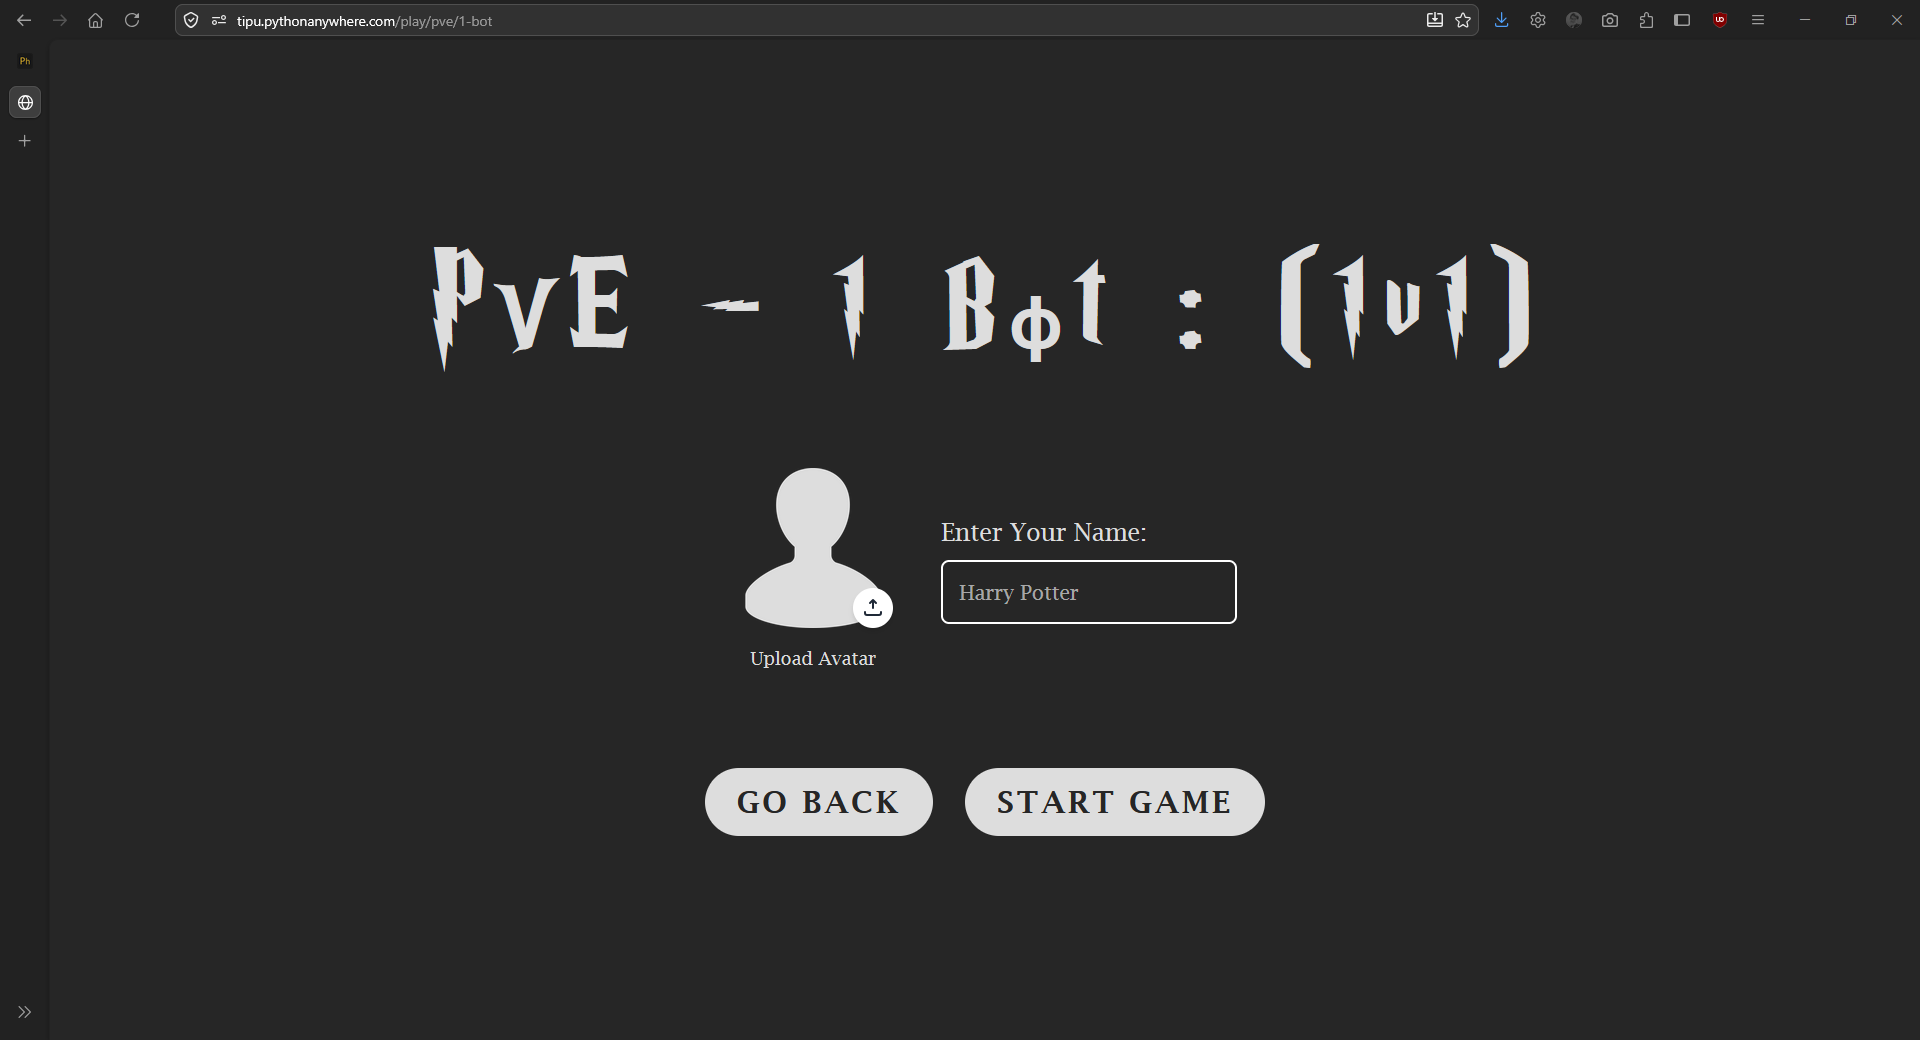 tipu.pythonanywhere.com/play/pve/1-bot
Ph
PvE - 1 Bot : (1v1)
Enter Your Name:
Harry Potter
Upload Avatar
GO BACK
START GAME